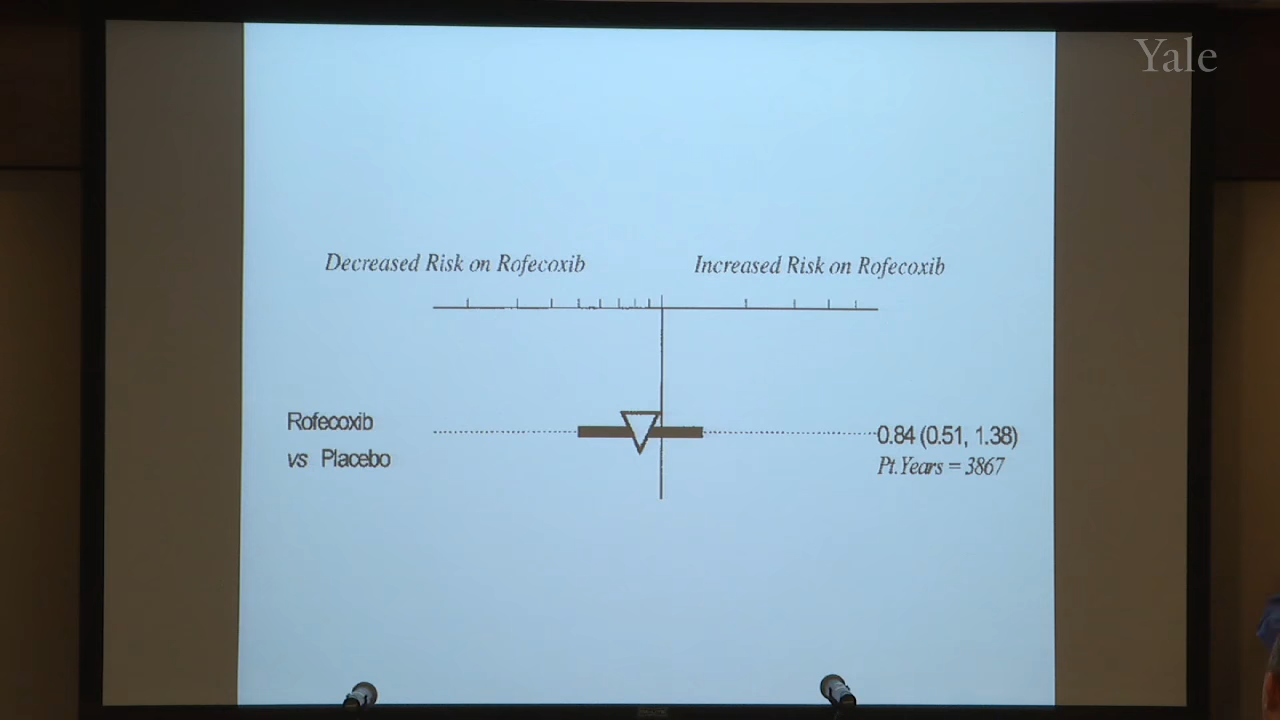 Yale
Decreased Risk on Rofecoxib
Increased Risk on Rofecoxib
Rofecoxib
vs Placebo
0.84 (0.51, 1.38)
Pt.Years = 3867